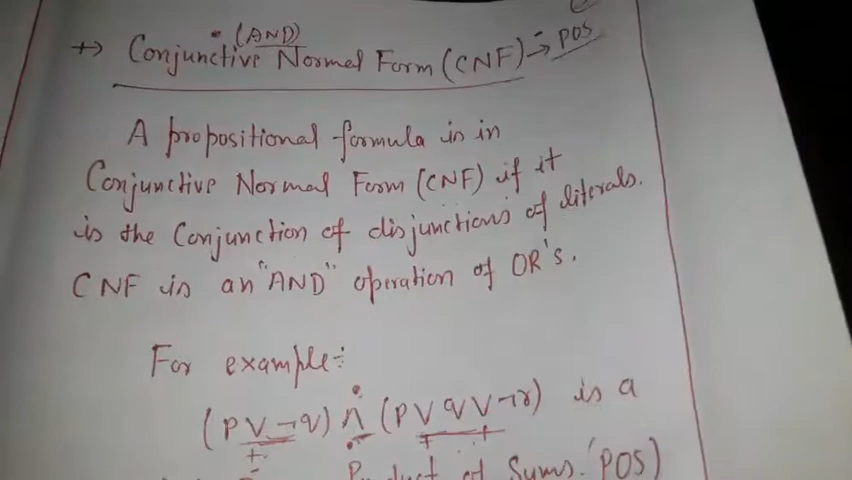 (AND)
→ Conjunctive Normal Form (CNF) → POS
A propositional formula is in
Conjunctive Normal Form (CNF) if it
is the Conjunction of disjunctions of literals.
CNF is an "AND" operation of OR's.
For example:
(P V ¬q) ∧ (P V q V ¬r) is a
+ + +
Product of Sums. (POS)